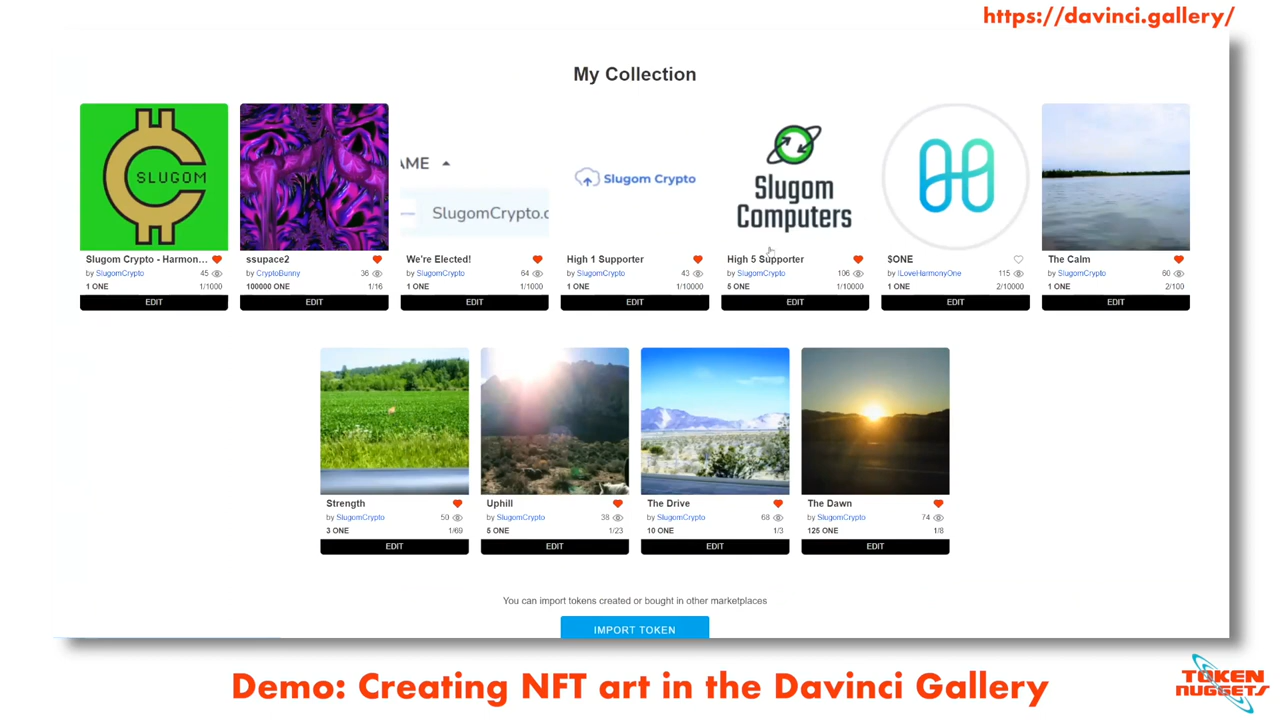 https://davinci.gallery/
My Collection
SLUGOM
AME
SlugomCrypto.c
Slugom Crypto
Slugom
Computers
Slugom Crypto - Harmon...
by SlugomCrypto 45
1 ONE 1/1000
EDIT
ssupace2
by CryptoBunny 36
100000 ONE 1/16
EDIT
We're Elected!
by SlugomCrypto 64
1 ONE 1/1000
EDIT
High 1 Supporter
by SlugomCrypto 43
1 ONE 1/10000
EDIT
High 5 Supporter
by SlugomCrypto 106
5 ONE 1/10000
EDIT
$ONE
by ILoveHarmonyOne 115
1 ONE 2/10000
EDIT
The Calm
by SlugomCrypto 60
1 ONE 2/100
EDIT
Strength
by SlugomCrypto 50
3 ONE 1/69
EDIT
Uphill
by SlugomCrypto 38
5 ONE 1/23
EDIT
The Drive
by SlugomCrypto 68
10 ONE 1/3
EDIT
The Dawn
by SlugomCrypto 74
125 ONE 1/8
EDIT
You can import tokens created or bought in other marketplaces
IMPORT TOKEN
Demo: Creating NFT art in the Davinci Gallery
TOKEN
NUGGETS